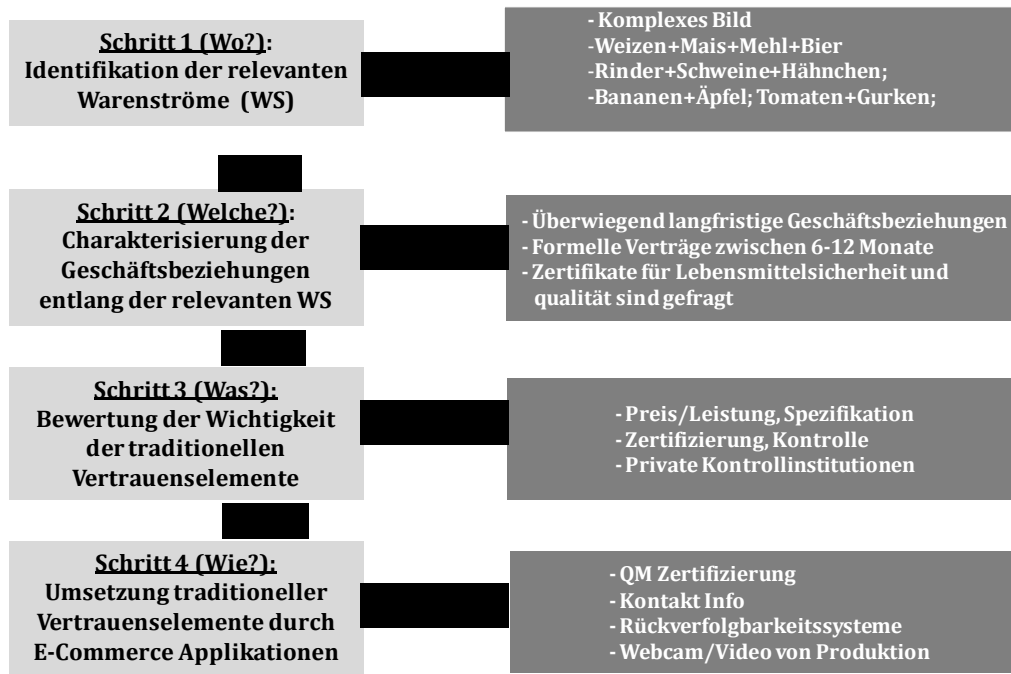 Schritt 1 (Wo?):
Identifikation der relevanten
Warenströme (WS)
- Komplexes Bild
-Weizen+Mais+Mehl+Bier
-Rinder+Schweine+Hähnchen;
-Bananen+Äpfel; Tomaten+Gurken;
Schritt 2 (Welche?):
Charakterisierung der
Geschäftsbeziehungen
entlang der relevanten WS
- Überwiegend langfristige Geschäftsbeziehungen
- Formelle Verträge zwischen 6-12 Monate
- Zertifikate für Lebensmittelsicherheit und
qualität sind gefragt
Schritt 3 (Was?):
Bewertung der Wichtigkeit
der traditionellen
Vertrauenselemente
- Preis/Leistung, Spezifikation
- Zertifizierung, Kontrolle
- Private Kontrollinstitutionen
Schritt 4 (Wie?):
Umsetzung traditioneller
Vertrauenselemente durch
E-Commerce Applikationen
- QM Zertifizierung
- Kontakt Info
- Rückverfolgbarkeitssysteme
- Webcam/Video von Produktion